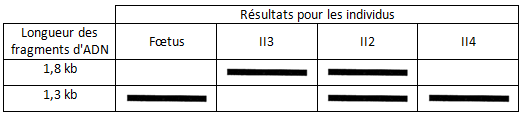 Résultats pour les individus
Longueur des
fragments d'ADN
Fœtus
II3
II2
II4
1,8 kb
1,3 kb